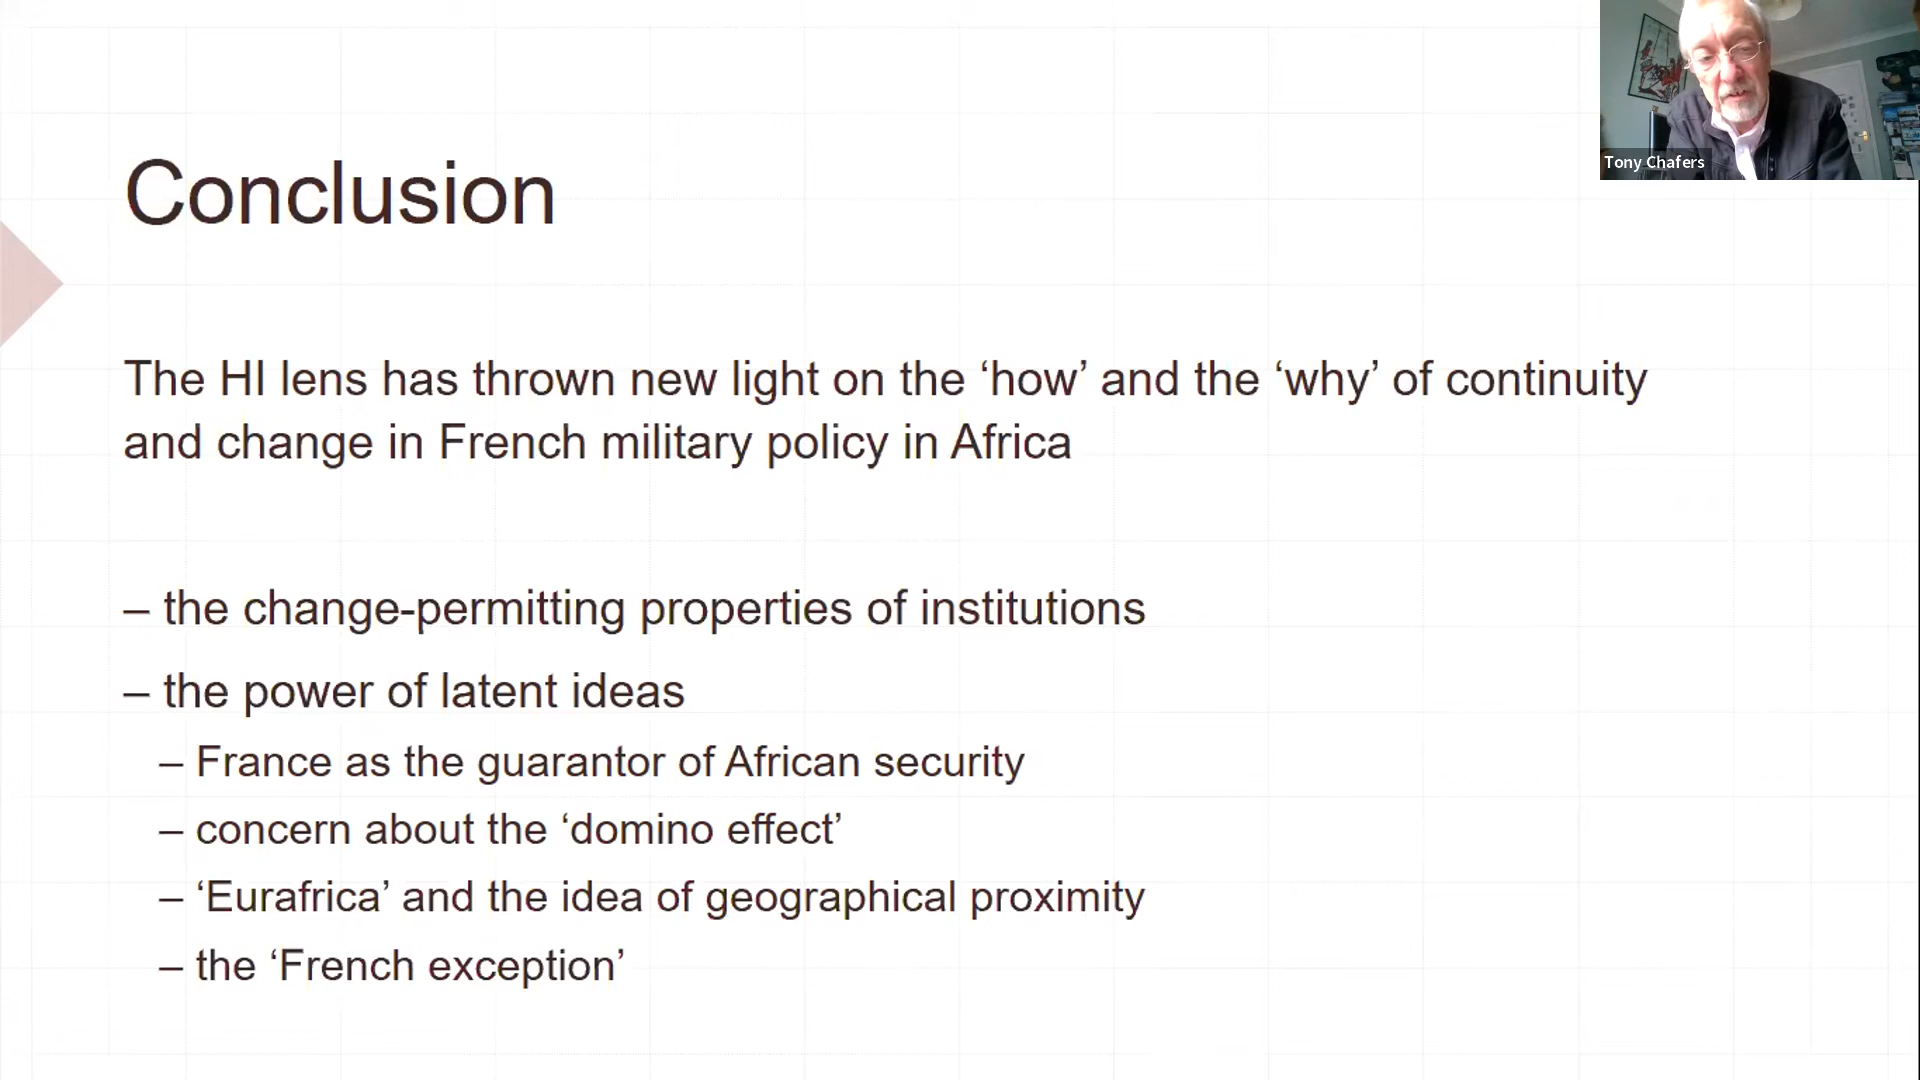 Tony Chafers
Conclusion
The HI lens has thrown new light on the ‘how’ and the ‘why’ of continuity
and change in French military policy in Africa
– the change-permitting properties of institutions
– the power of latent ideas
– France as the guarantor of African security
– concern about the ‘domino effect’
– ‘Eurafrica’ and the idea of geographical proximity
– the ‘French exception’